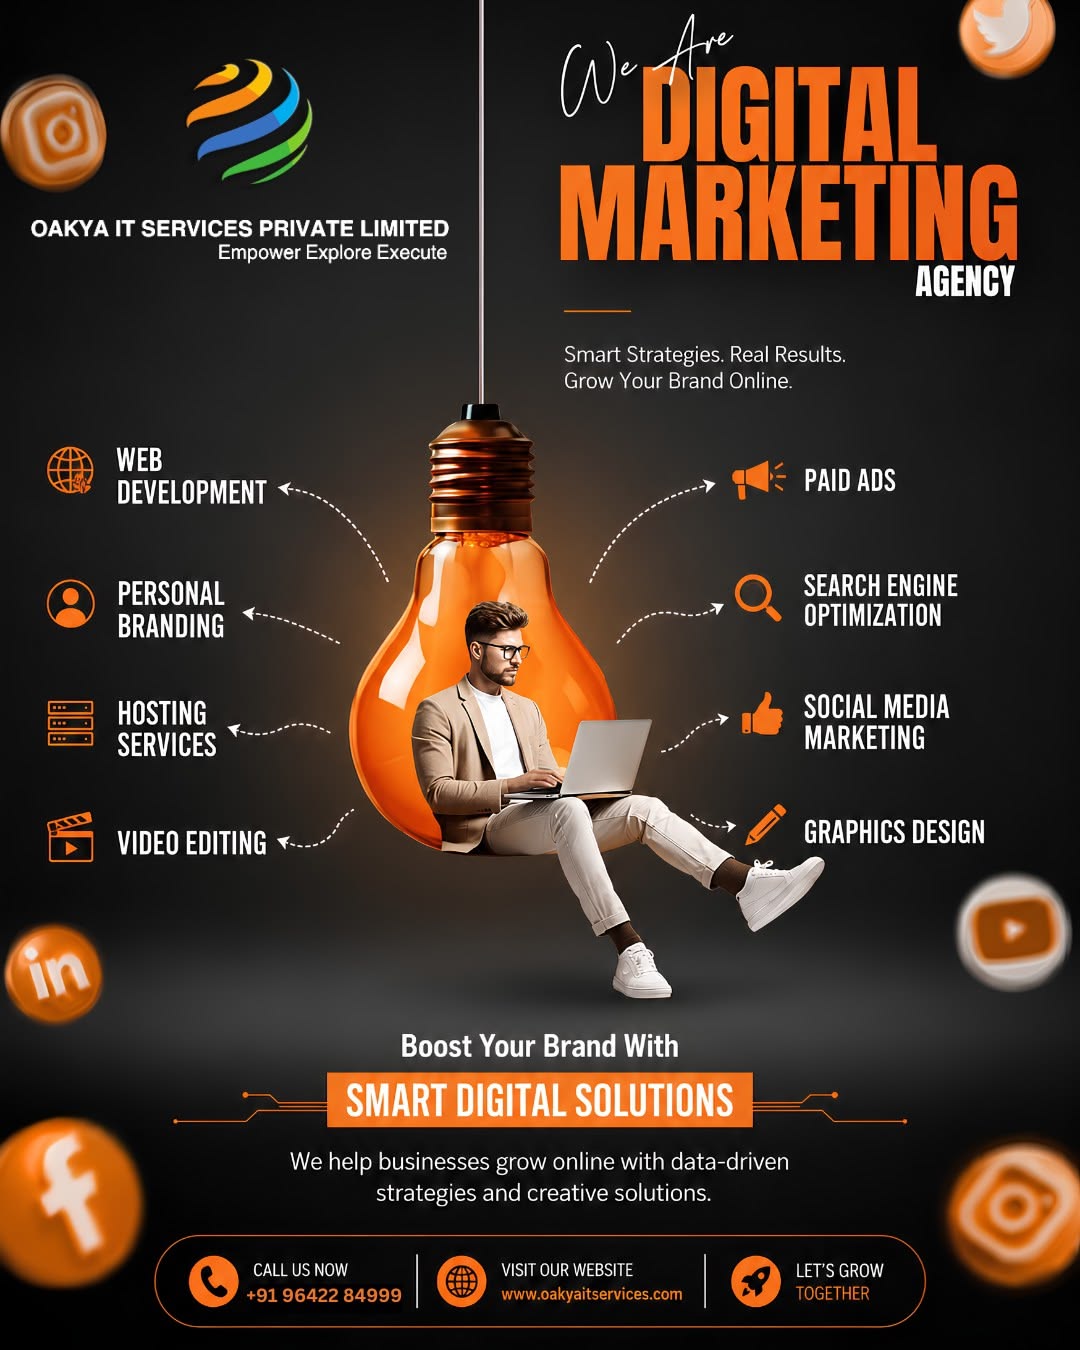 OAKYA IT SERVICES PRIVATE LIMITED
Empower Explore Execute
We Are
DIGITAL
MARKETING
AGENCY
Smart Strategies. Real Results.
Grow Your Brand Online.
WEB
DEVELOPMENT
PERSONAL
BRANDING
HOSTING
SERVICES
VIDEO EDITING
PAID ADS
SEARCH ENGINE
OPTIMIZATION
SOCIAL MEDIA
MARKETING
GRAPHICS DESIGN
in
f
Boost Your Brand With
SMART DIGITAL SOLUTIONS
We help businesses grow online with data-driven
strategies and creative solutions.
CALL US NOW
+91 96422 84999
VISIT OUR WEBSITE
www.oakyaitservices.com
LET'S GROW
TOGETHER